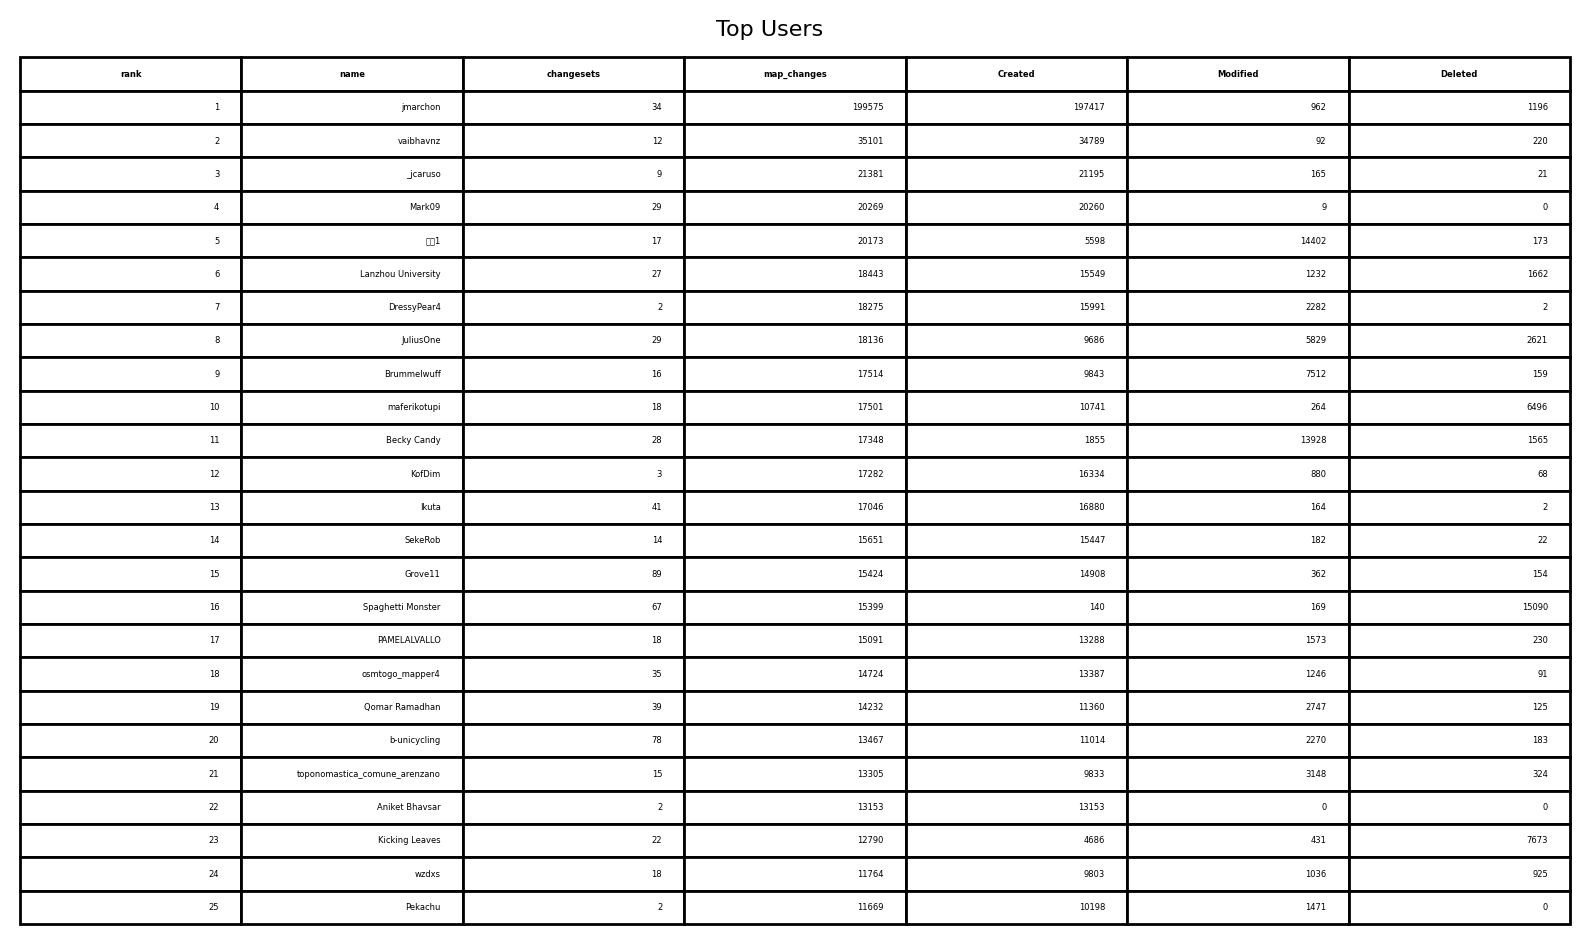 Top Users
rank name changesets map_changes Created Modified Deleted
1 jmarchon 34 199575 197417 962 1196
2 vaibhavnz 12 35101 34789 92 220
3 _jcaruso 9 21381 21195 165 21
4 Mark09 29 20269 20260 9 0
5 1 17 20173 5598 14402 173
6 Lanzhou University 27 18443 15549 1232 1662
7 DressyPear4 2 18275 15991 2282 2
8 JuliusOne 29 18136 9686 5829 2621
9 Brummelwuff 16 17514 9843 7512 159
10 maferikotupi 18 17501 10741 264 6496
11 Becky Candy 28 17348 1855 13928 1565
12 KofDim 3 17282 16334 880 68
13 Ikuta 41 17046 16880 164 2
14 SekeRob 14 15651 15447 182 22
15 Grove11 89 15424 14908 362 154
16 Spaghetti Monster 67 15399 140 169 15090
17 PAMELALVALLO 18 15091 13288 1573 230
18 osmtogo_mapper4 35 14724 13387 1246 91
19 Qomar Ramadhan 39 14232 11360 2747 125
20 b-unicycling 78 13467 11014 2270 183
21 toponomastica_comune_arenzano 15 13305 9833 3148 324
22 Aniket Bhavsar 2 13153 13153 0 0
23 Kicking Leaves 22 12790 4686 431 7673
24 wzdxs 18 11764 9803 1036 925
25 Pekachu 2 11669 10198 1471 0